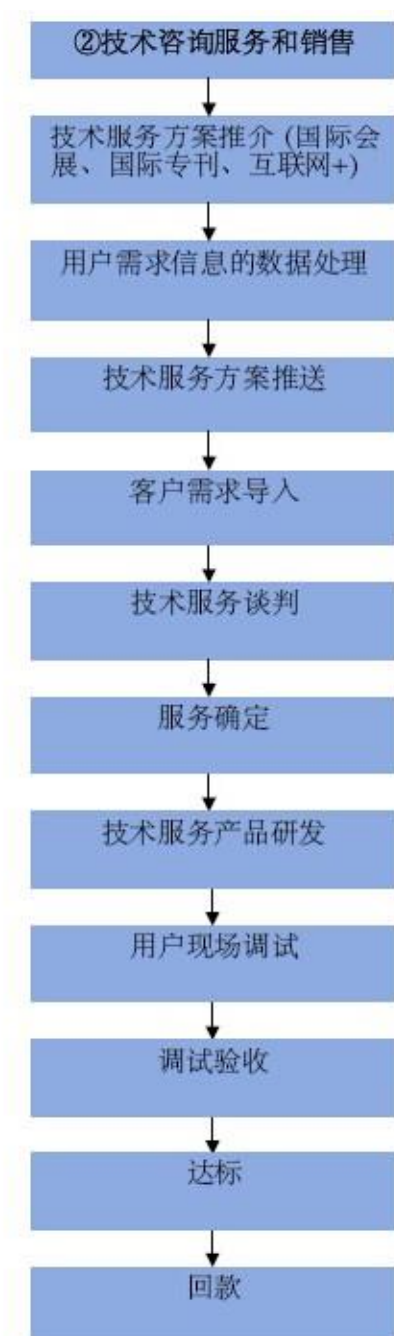 ②技术咨询服务和销售
技术服务方案推介 (国际会
展、国际专刊、互联网+)
用户需求信息的数据处理
技术服务方案推送
客户需求导入
技术服务谈判
服务确定
技术服务产品研发
用户现场调试
调试验收
达标
回款